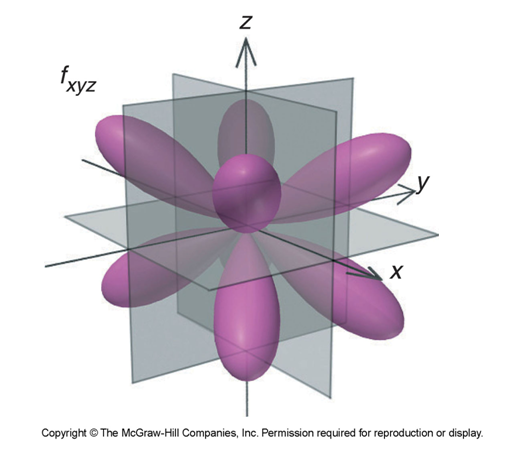 z
f_xyz
y
x
Copyright © The McGraw-Hill Companies, Inc. Permission required for reproduction or display.